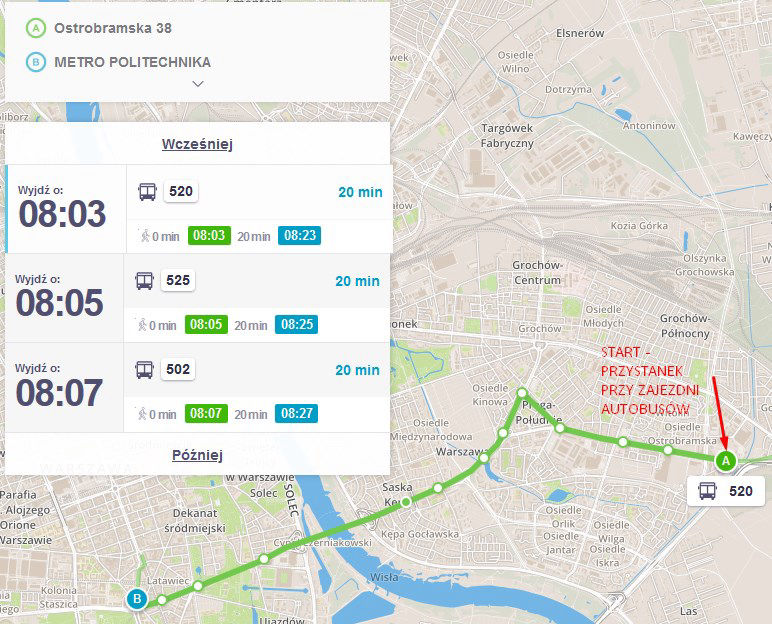 A Ostrobramska 38
B METRO POLITECHNIKA
Wcześniej
Wyjdź o:
08:03
520
20 min
0 min 08:03 20 min 08:23
Wyjdź o:
08:05
525
20 min
0 min 08:05 20 min 08:25
Wyjdź o:
08:07
502
20 min
0 min 08:07 20 min 08:27
Później
Elsnerów
Osiedle
Wilno
Dotrzyma
Antoninów
Targówek
Fabryczny
Kawęczy
Kozia Górka
Olszynka
Grochowska
Grochów-
Centrum
Osiedle
Młodych
Grochów
Grochów-
Północny
START -
PRZYSTANEK
PRZY ZAJEZDNI
AUTOBUSÓW
Osiedle
Kinowa
Praga-
Południe
Osiedle
Ostrobramska
Osiedle
Międzynarodowa
Warszawa
A
520
WARSZAWA
w Warszawie
Solec
SOLEC
Saska
Kępa
Parafia
. Alojzego
Orione
Warszawie
Dekanat
śródmiejski
Kępa Gocławska
Osiedle
Orlik
Osiedle
Wilga
Osiedle
Jantar
Osiedle
Iskra
Cypel Czerniakowski
Latawiec
Kolonia
Staszica
B
Wisła
Ujazdów
Las